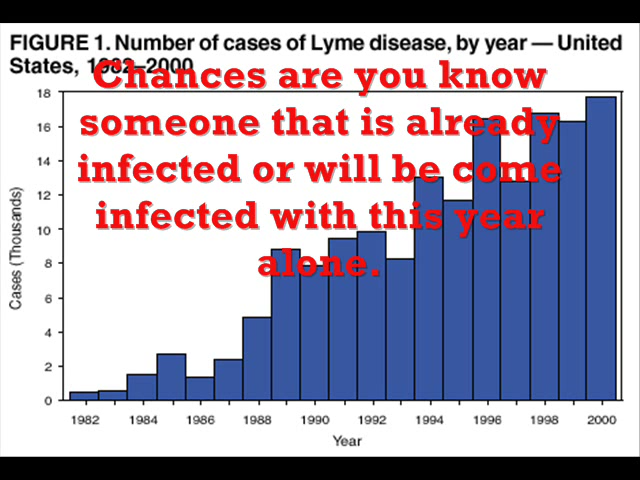 FIGURE 1. Number of cases of Lyme disease, by year — United
States, 1982–2000
Chances are you know
someone that is already
infected or will be come
infected with this year
alone.
Cases (Thousands)
18
16
14
12
10
8
6
4
2
0
1982 1984 1986 1988 1990 1992 1994 1996 1998 2000
Year